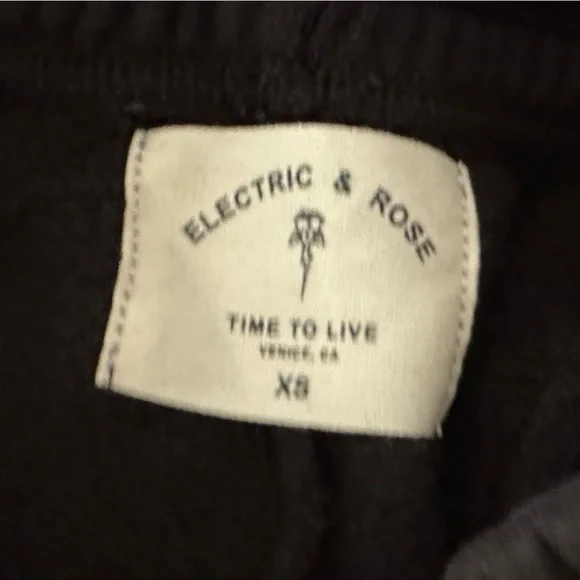 ELECTRIC & ROSE
TIME TO LIVE
VENICE, CA
XS